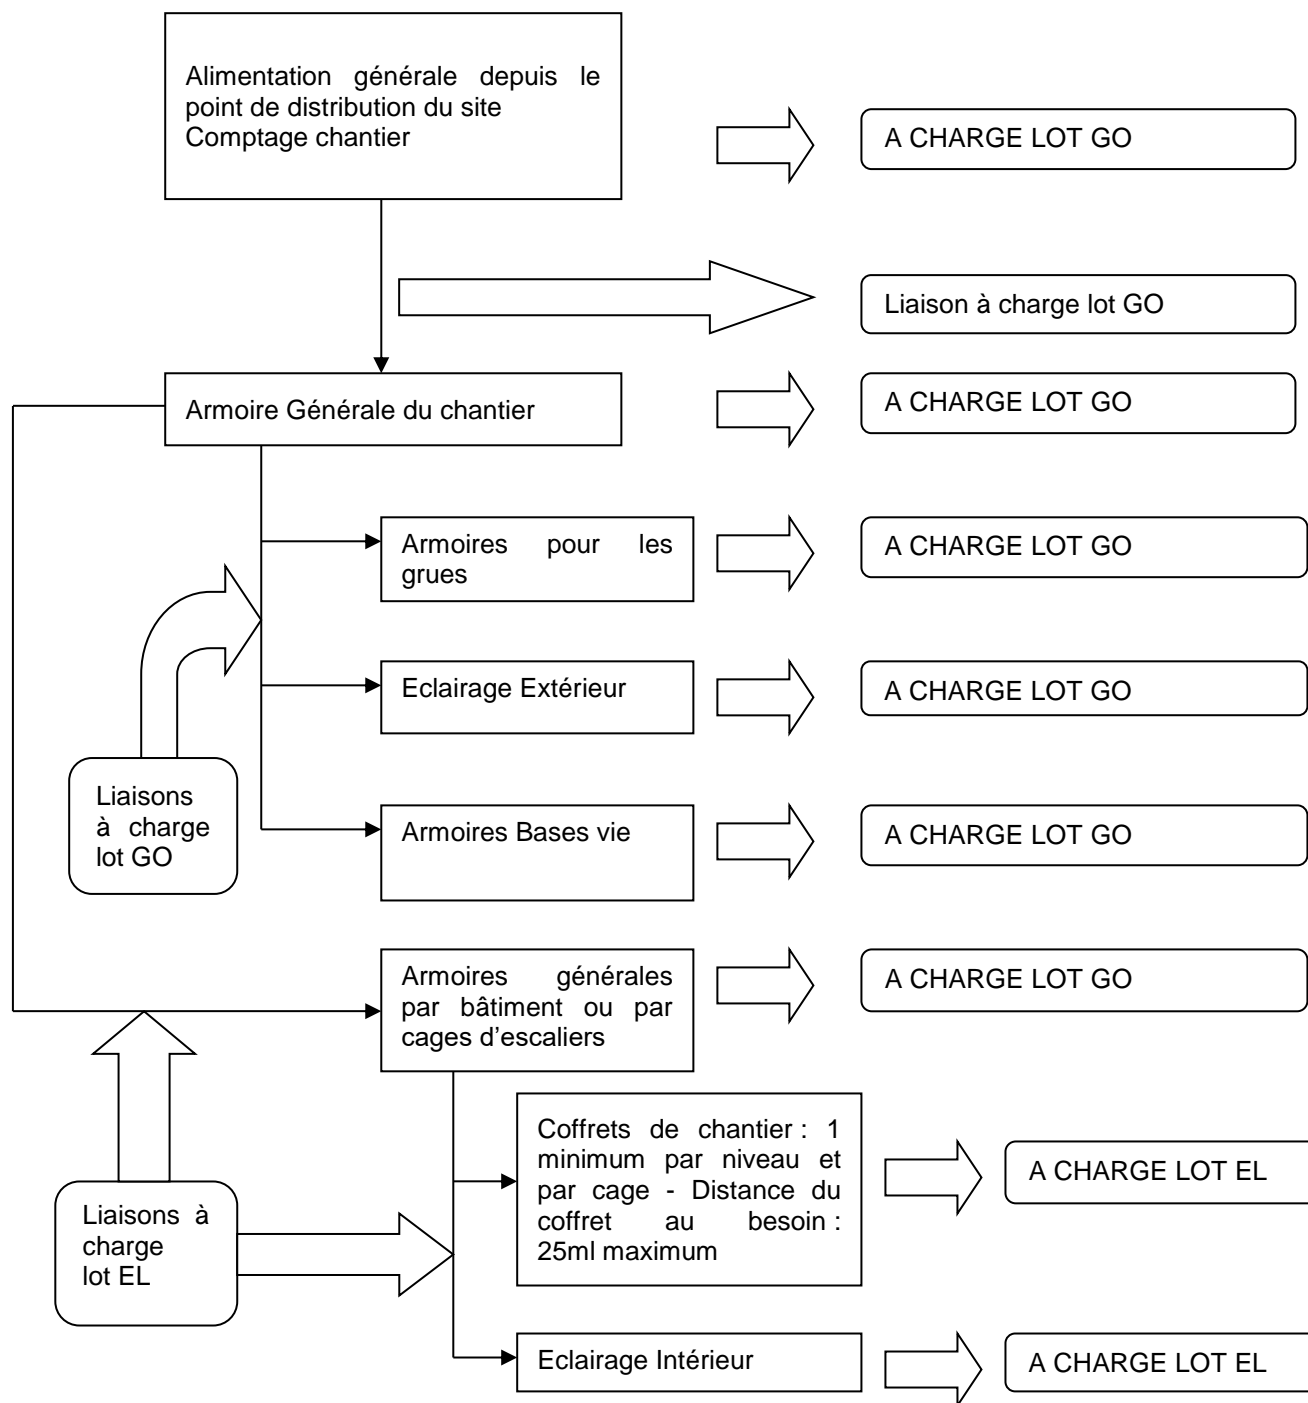 Alimentation générale depuis le
point de distribution du site
Comptage chantier
A CHARGE LOT GO
Liaison à charge lot GO
Armoire Générale du chantier
A CHARGE LOT GO
Armoires pour les
grues
A CHARGE LOT GO
Eclairage Extérieur
A CHARGE LOT GO
Liaisons
à charge
lot GO
Armoires Bases vie
A CHARGE LOT GO
Armoires générales
par bâtiment ou par
cages d'escaliers
A CHARGE LOT GO
Coffrets de chantier : 1
minimum par niveau et
par cage - Distance du
coffret au besoin :
25ml maximum
A CHARGE LOT EL
Liaisons à
charge
lot EL
Eclairage Intérieur
A CHARGE LOT EL